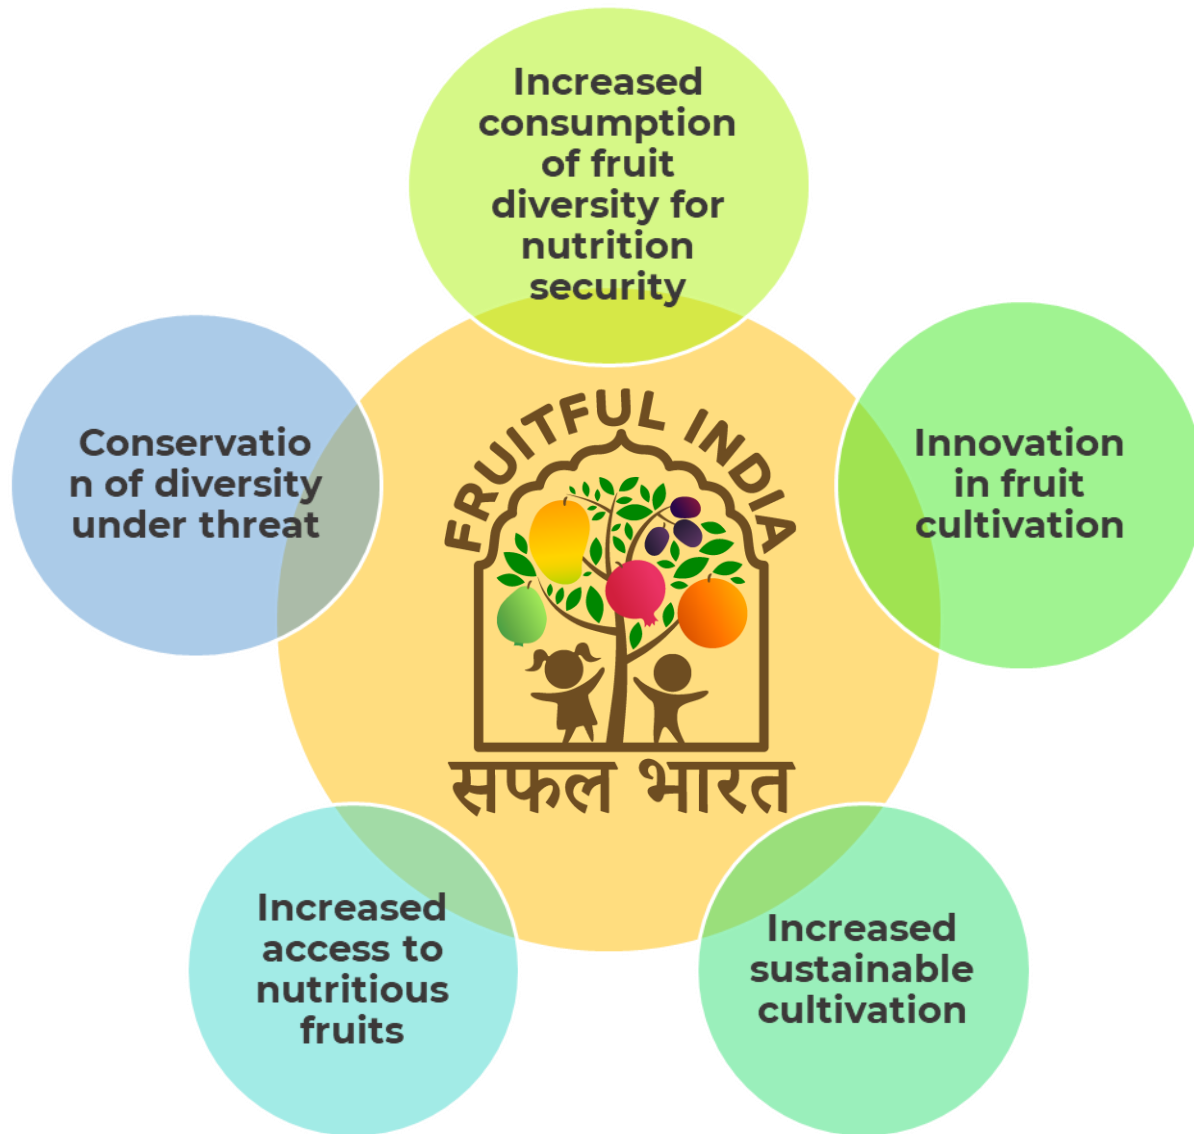 Increased
consumption
of fruit
diversity for
nutrition
security
Conservatio
n of diversity
under threat
FRUITFUL INDIA
Innovation
in fruit
cultivation
सफल भारत
Increased
access to
nutritious
fruits
Increased
sustainable
cultivation